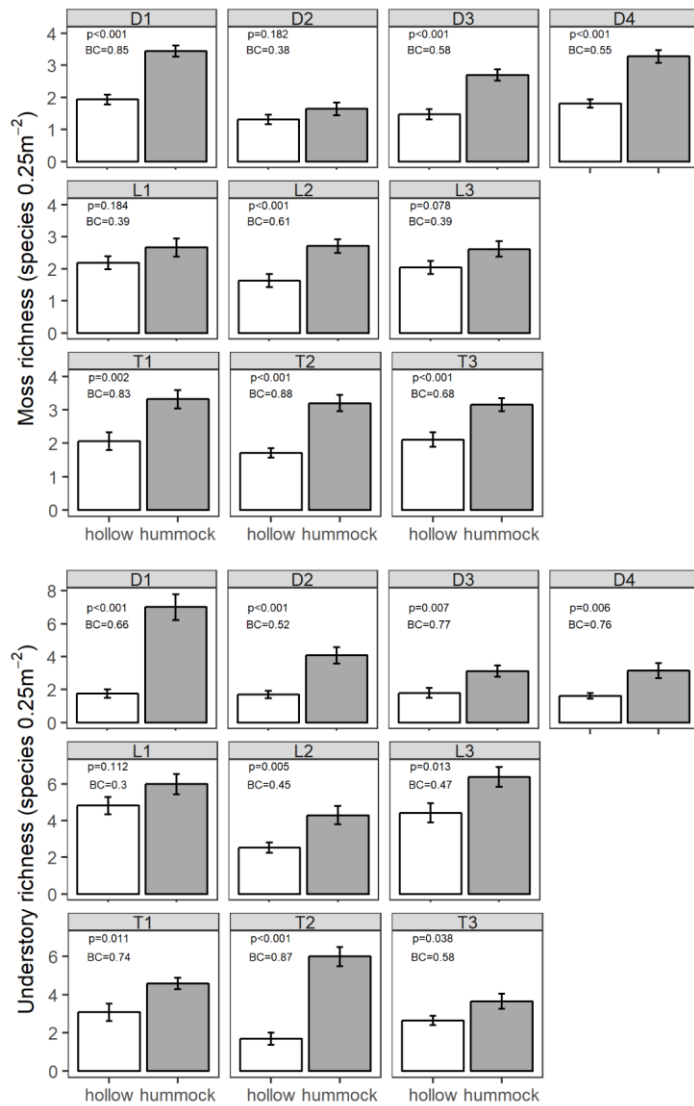 D1 D2 D3 D4
p<0.001 p=0.182 p<0.001 p<0.001
BC=0.85 BC=0.38 BC=0.58 BC=0.55
4
3
2
1
0
L1 L2 L3
p=0.184 p<0.001 p=0.078
BC=0.39 BC=0.61 BC=0.39
4
3
2
1
0
Moss richness (species 0.25m⁻²)
T1 T2 T3
p=0.002 p<0.001 p<0.001
BC=0.83 BC=0.88 BC=0.68
4
3
2
1
0
hollow hummock hollow hummock hollow hummock
D1 D2 D3 D4
p<0.001 p<0.001 p=0.007 p=0.006
BC=0.66 BC=0.52 BC=0.77 BC=0.76
8
6
4
2
0
L1 L2 L3
p=0.112 p=0.005 p=0.013
BC=0.3 BC=0.45 BC=0.47
6
4
2
0
Understory richness (species 0.25m⁻²)
T1 T2 T3
p=0.011 p<0.001 p=0.038
BC=0.74 BC=0.87 BC=0.58
6
4
2
0
hollow hummock hollow hummock hollow hummock